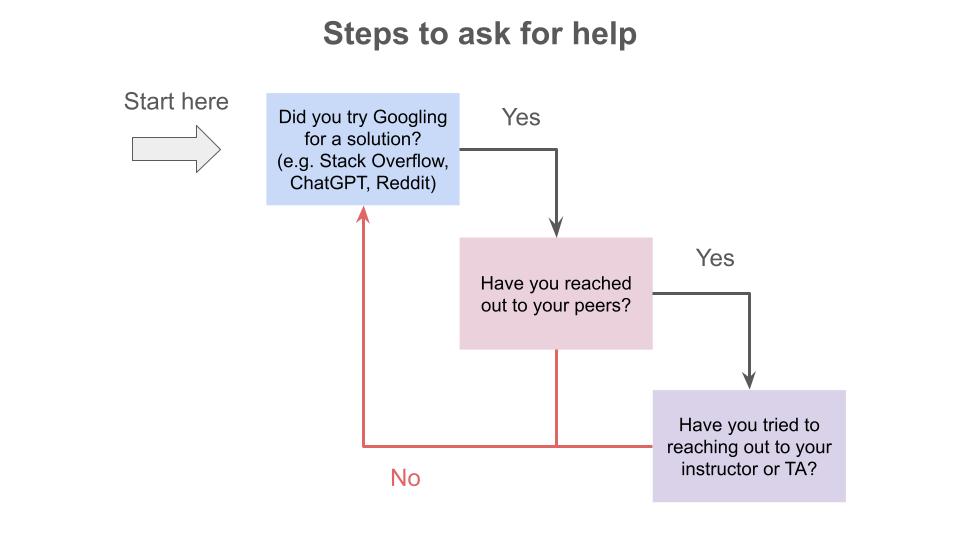 Steps to ask for help
Start here
Did you try Googling
for a solution?
(e.g. Stack Overflow,
ChatGPT, Reddit)
Yes
Have you reached
out to your peers?
Yes
Have you tried to
reaching out to your
instructor or TA?
No